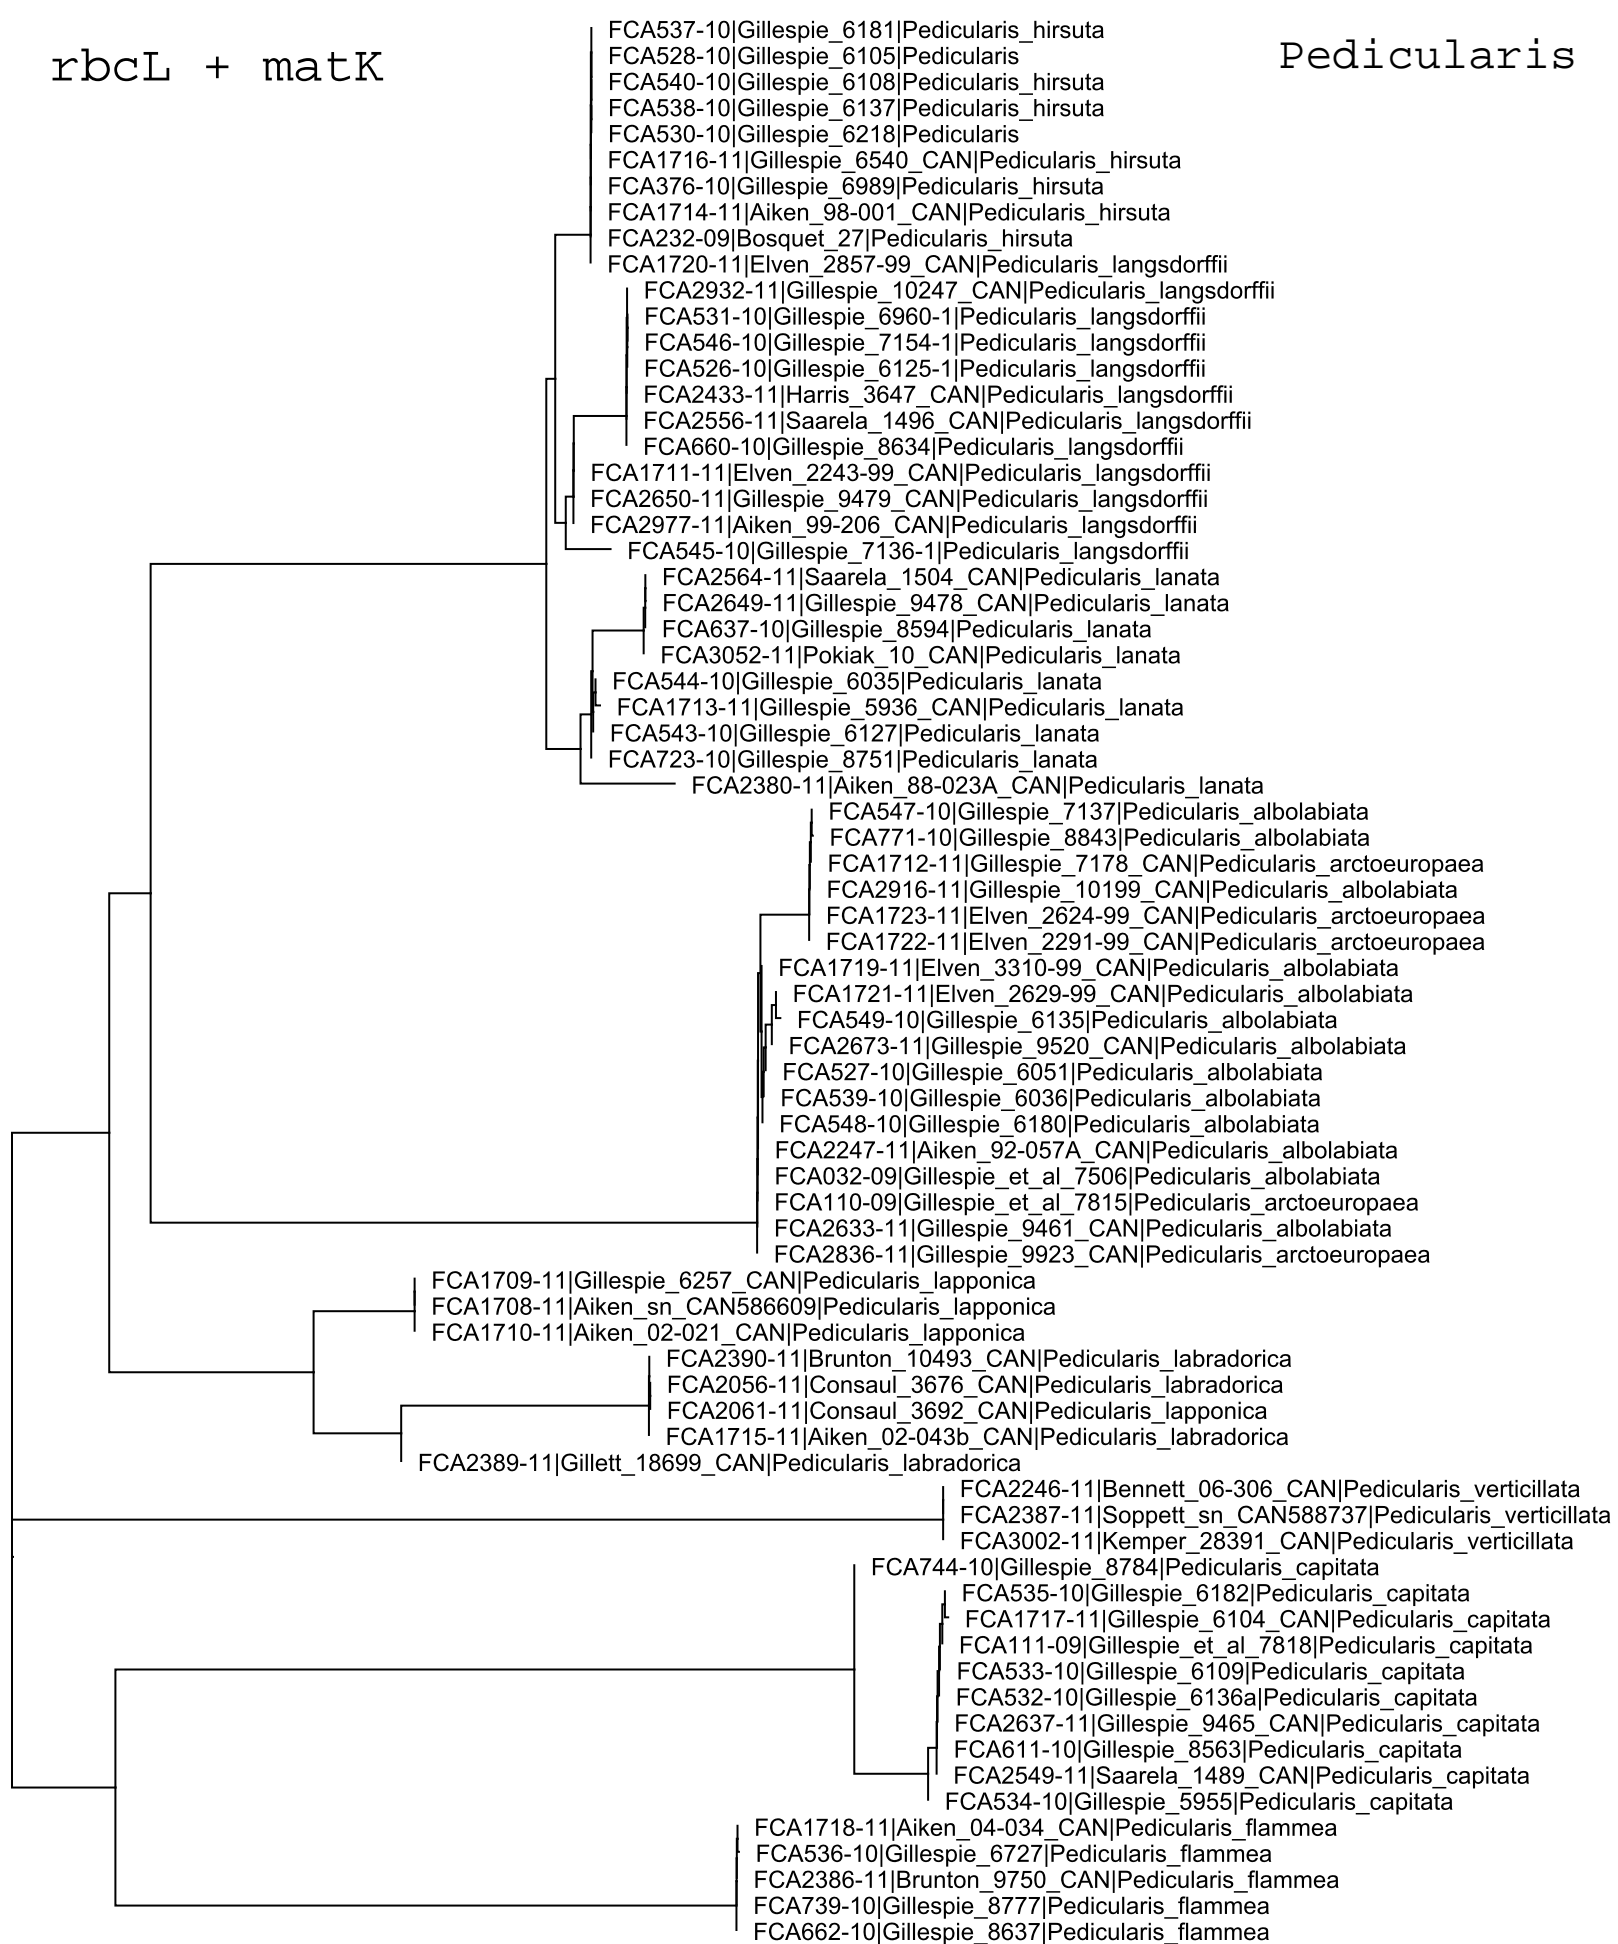 rbcL + matK
Pedicularis
FCA537-10|Gillespie_6181|Pedicularis_hirsuta
FCA528-10|Gillespie_6105|Pedicularis
FCA540-10|Gillespie_6108|Pedicularis_hirsuta
FCA538-10|Gillespie_6137|Pedicularis_hirsuta
FCA530-10|Gillespie_6218|Pedicularis
FCA1716-11|Gillespie_6540_CAN|Pedicularis_hirsuta
FCA376-10|Gillespie_6989|Pedicularis_hirsuta
FCA1714-11|Aiken_98-001_CAN|Pedicularis_hirsuta
FCA232-09|Bosquet_27|Pedicularis_hirsuta
FCA1720-11|Elven_2857-99_CAN|Pedicularis_langsdorffii
FCA2932-11|Gillespie_10247_CAN|Pedicularis_langsdorffii
FCA531-10|Gillespie_6960-1|Pedicularis_langsdorffii
FCA546-10|Gillespie_7154-1|Pedicularis_langsdorffii
FCA526-10|Gillespie_6125-1|Pedicularis_langsdorffii
FCA2433-11|Harris_3647_CAN|Pedicularis_langsdorffii
FCA2556-11|Saarela_1496_CAN|Pedicularis_langsdorffii
FCA660-10|Gillespie_8634|Pedicularis_langsdorffii
FCA1711-11|Elven_2243-99_CAN|Pedicularis_langsdorffii
FCA2650-11|Gillespie_9479_CAN|Pedicularis_langsdorffii
FCA2977-11|Aiken_99-206_CAN|Pedicularis_langsdorffii
FCA545-10|Gillespie_7136-1|Pedicularis_langsdorffii
FCA2564-11|Saarela_1504_CAN|Pedicularis_lanata
FCA2649-11|Gillespie_9478_CAN|Pedicularis_lanata
FCA637-10|Gillespie_8594|Pedicularis_lanata
FCA3052-11|Pokiak_10_CAN|Pedicularis_lanata
FCA544-10|Gillespie_6035|Pedicularis_lanata
FCA1713-11|Gillespie_5936_CAN|Pedicularis_lanata
FCA543-10|Gillespie_6127|Pedicularis_lanata
FCA723-10|Gillespie_8751|Pedicularis_lanata
FCA2380-11|Aiken_88-023A_CAN|Pedicularis_lanata
FCA547-10|Gillespie_7137|Pedicularis_albolabiata
FCA771-10|Gillespie_8843|Pedicularis_albolabiata
FCA1712-11|Gillespie_7178_CAN|Pedicularis_arctoeuropaea
FCA2916-11|Gillespie_10199_CAN|Pedicularis_albolabiata
FCA1723-11|Elven_2624-99_CAN|Pedicularis_arctoeuropaea
FCA1722-11|Elven_2291-99_CAN|Pedicularis_arctoeuropaea
FCA1719-11|Elven_3310-99_CAN|Pedicularis_albolabiata
FCA1721-11|Elven_2629-99_CAN|Pedicularis_albolabiata
FCA549-10|Gillespie_6135|Pedicularis_albolabiata
FCA2673-11|Gillespie_9520_CAN|Pedicularis_albolabiata
FCA527-10|Gillespie_6051|Pedicularis_albolabiata
FCA539-10|Gillespie_6036|Pedicularis_albolabiata
FCA548-10|Gillespie_6180|Pedicularis_albolabiata
FCA2247-11|Aiken_92-057A_CAN|Pedicularis_albolabiata
FCA032-09|Gillespie_et_al_7506|Pedicularis_albolabiata
FCA110-09|Gillespie_et_al_7815|Pedicularis_arctoeuropaea
FCA2633-11|Gillespie_9461_CAN|Pedicularis_albolabiata
FCA2836-11|Gillespie_9923_CAN|Pedicularis_arctoeuropaea
FCA1709-11|Gillespie_6257_CAN|Pedicularis_lapponica
FCA1708-11|Aiken_sn_CAN586609|Pedicularis_lapponica
FCA1710-11|Aiken_02-021_CAN|Pedicularis_lapponica
FCA2390-11|Brunton_10493_CAN|Pedicularis_labradorica
FCA2056-11|Consaul_3676_CAN|Pedicularis_labradorica
FCA2061-11|Consaul_3692_CAN|Pedicularis_lapponica
FCA1715-11|Aiken_02-043b_CAN|Pedicularis_labradorica
FCA2389-11|Gillett_18699_CAN|Pedicularis_labradorica
FCA2246-11|Bennett_06-306_CAN|Pedicularis_verticillata
FCA2387-11|Soppett_sn_CAN588737|Pedicularis_verticillata
FCA3002-11|Kemper_28391_CAN|Pedicularis_verticillata
FCA744-10|Gillespie_8784|Pedicularis_capitata
FCA535-10|Gillespie_6182|Pedicularis_capitata
FCA1717-11|Gillespie_6104_CAN|Pedicularis_capitata
FCA111-09|Gillespie_et_al_7818|Pedicularis_capitata
FCA533-10|Gillespie_6109|Pedicularis_capitata
FCA532-10|Gillespie_6136a|Pedicularis_capitata
FCA2637-11|Gillespie_9465_CAN|Pedicularis_capitata
FCA611-10|Gillespie_8563|Pedicularis_capitata
FCA2549-11|Saarela_1489_CAN|Pedicularis_capitata
FCA534-10|Gillespie_5955|Pedicularis_capitata
FCA1718-11|Aiken_04-034_CAN|Pedicularis_flammea
FCA536-10|Gillespie_6727|Pedicularis_flammea
FCA2386-11|Brunton_9750_CAN|Pedicularis_flammea
FCA739-10|Gillespie_8777|Pedicularis_flammea
FCA662-10|Gillespie_8637|Pedicularis_flammea